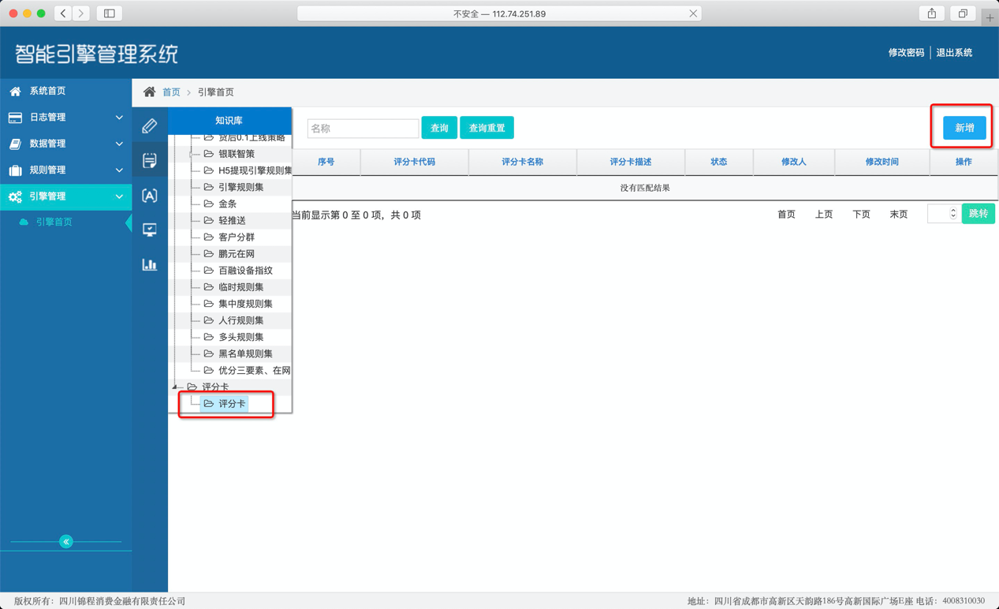 不安全 — 112.74.251.89
智能引擎管理系统
修改密码
退出系统
系统首页
日志管理
数据管理
规则管理
引擎管理
引擎首页
首页 > 引擎首页
知识库
贷后0.1上线策略
银联智策
H5提现引擎规则集
引擎规则集
金条
轻推送
客户分群
鹏元在网
百融设备指纹
临时规则集
集中度规则集
人行规则集
多头规则集
黑名单规则集
优分三要素、在网
评分卡
评分卡
名称
查询
查询重置
新增
序号 评分卡代码 评分卡名称 评分卡描述 状态 修改人 修改时间 操作
没有匹配结果
当前显示第 0 至 0 项，共 0 项
首页 上页 下页 末页 跳转
版权所有：四川锦程消费金融有限责任公司
地址：四川省成都市高新区天韵路186号高新国际广场E座 电话：4008310030